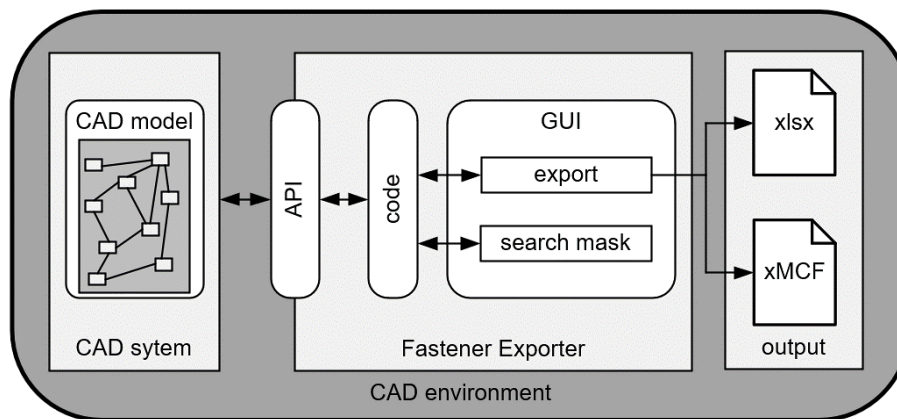 CAD model
API
code
GUI
export
search mask
xlsx
xMCF
CAD sytem
Fastener Exporter
output
CAD environment